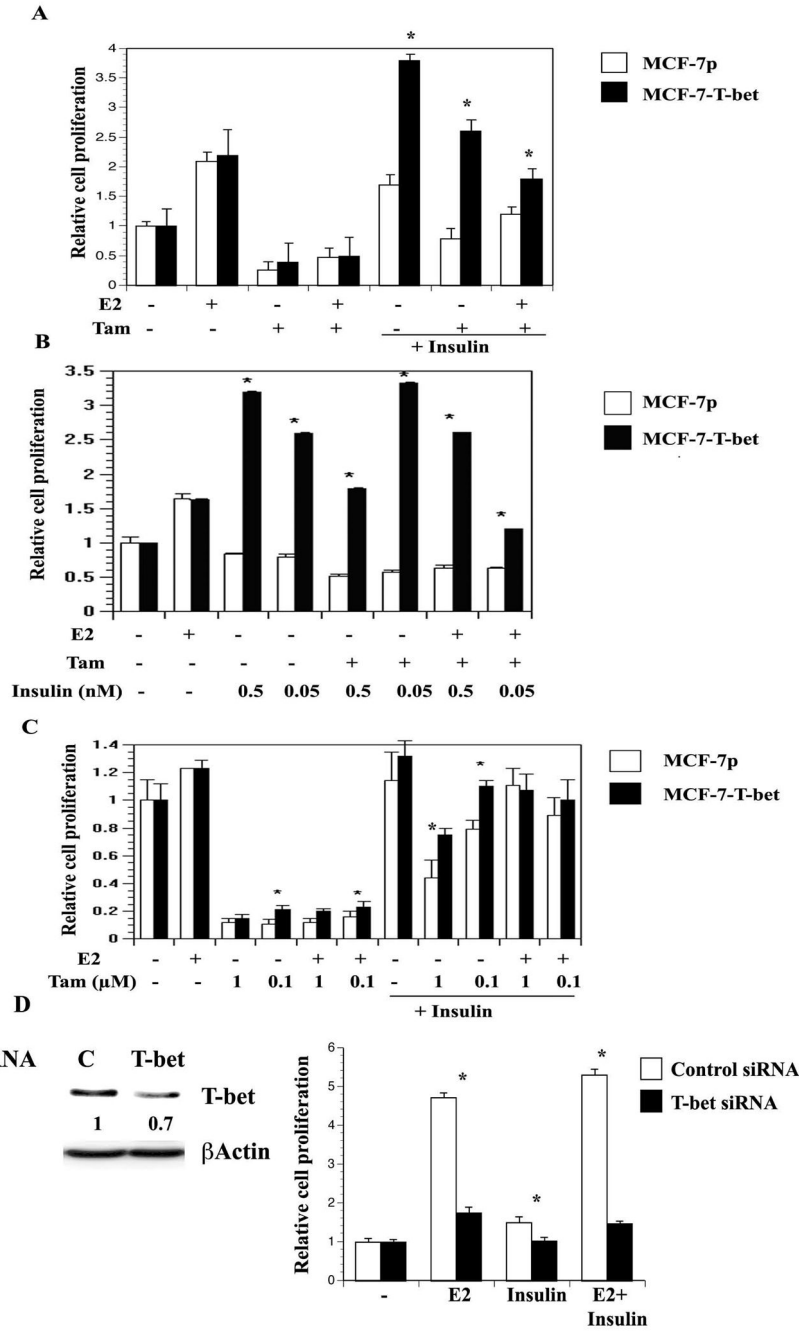 A
Relative cell proliferation
4
3.5
3
2.5
2
1.5
1
0.5
0
* * *
MCF-7p
MCF-7-T-bet
E2 - + - + - - +
Tam - - + + - + +
+ Insulin
B
Relative cell proliferation
3.5
3
2.5
2
1.5
1
0.5
0
* * * * * *
MCF-7p
MCF-7-T-bet
E2 - + - - - - + +
Tam - - - - + + + +
Insulin (nM) - - 0.5 0.05 0.5 0.05 0.5 0.05
C
Relative cell proliferation
1.4
1.2
1
0.8
0.6
0.4
0.2
0
* * * *
MCF-7p
MCF-7-T-bet
E2 - + - - + + - - - + +
Tam (µM) - - 1 0.1 1 0.1 - 1 0.1 1 0.1
+ Insulin
D
RNA C T-bet
T-bet
1 0.7
βActin
Relative cell proliferation
6
5
4
3
2
1
0
* * *
Control siRNA
T-bet siRNA
- E2 Insulin E2+
Insulin